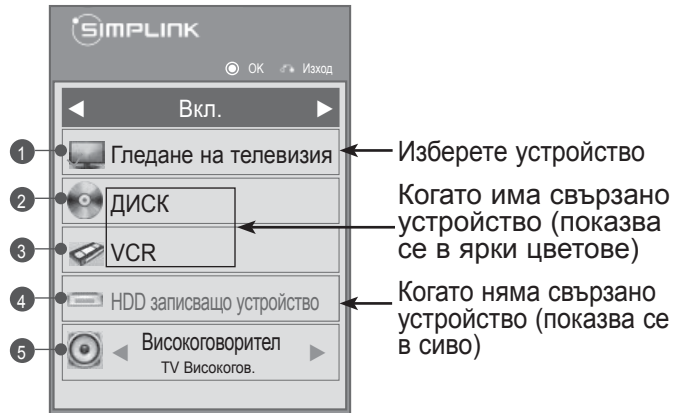 SIMPLINK
OK Изход
Вкл.
1 Гледане на телевизия
2 ДИСК
3 VCR
4 HDD записващо устройство
5 Високоговорител
TV Високогов.
Изберете устройство
Когато има свързано
устройство (показва
се в ярки цветове)
Когато няма свързано
устройство (показва се
в сиво)